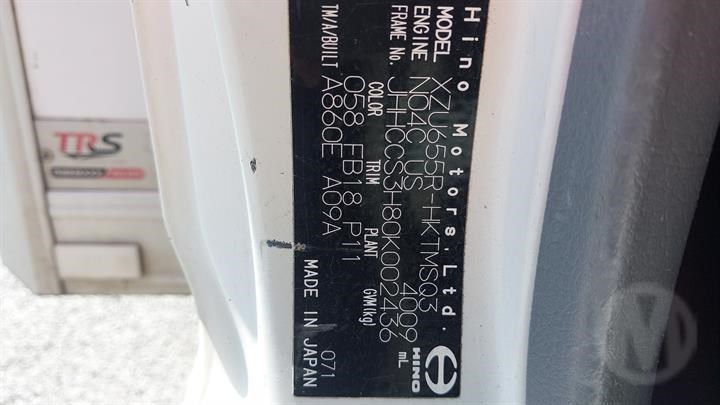 Hino Motors, Ltd.
MODEL XZU655R-HKTMSQ3
ENGINE N04C US 4009 mL
FRAME No. JHHCCS3H80K002436
COLOR TRIM PLANT GVM(kg)
058 FB18 P11
TM/A/BUILT A860E A09A
MADE IN JAPAN
071
HINO
TRS